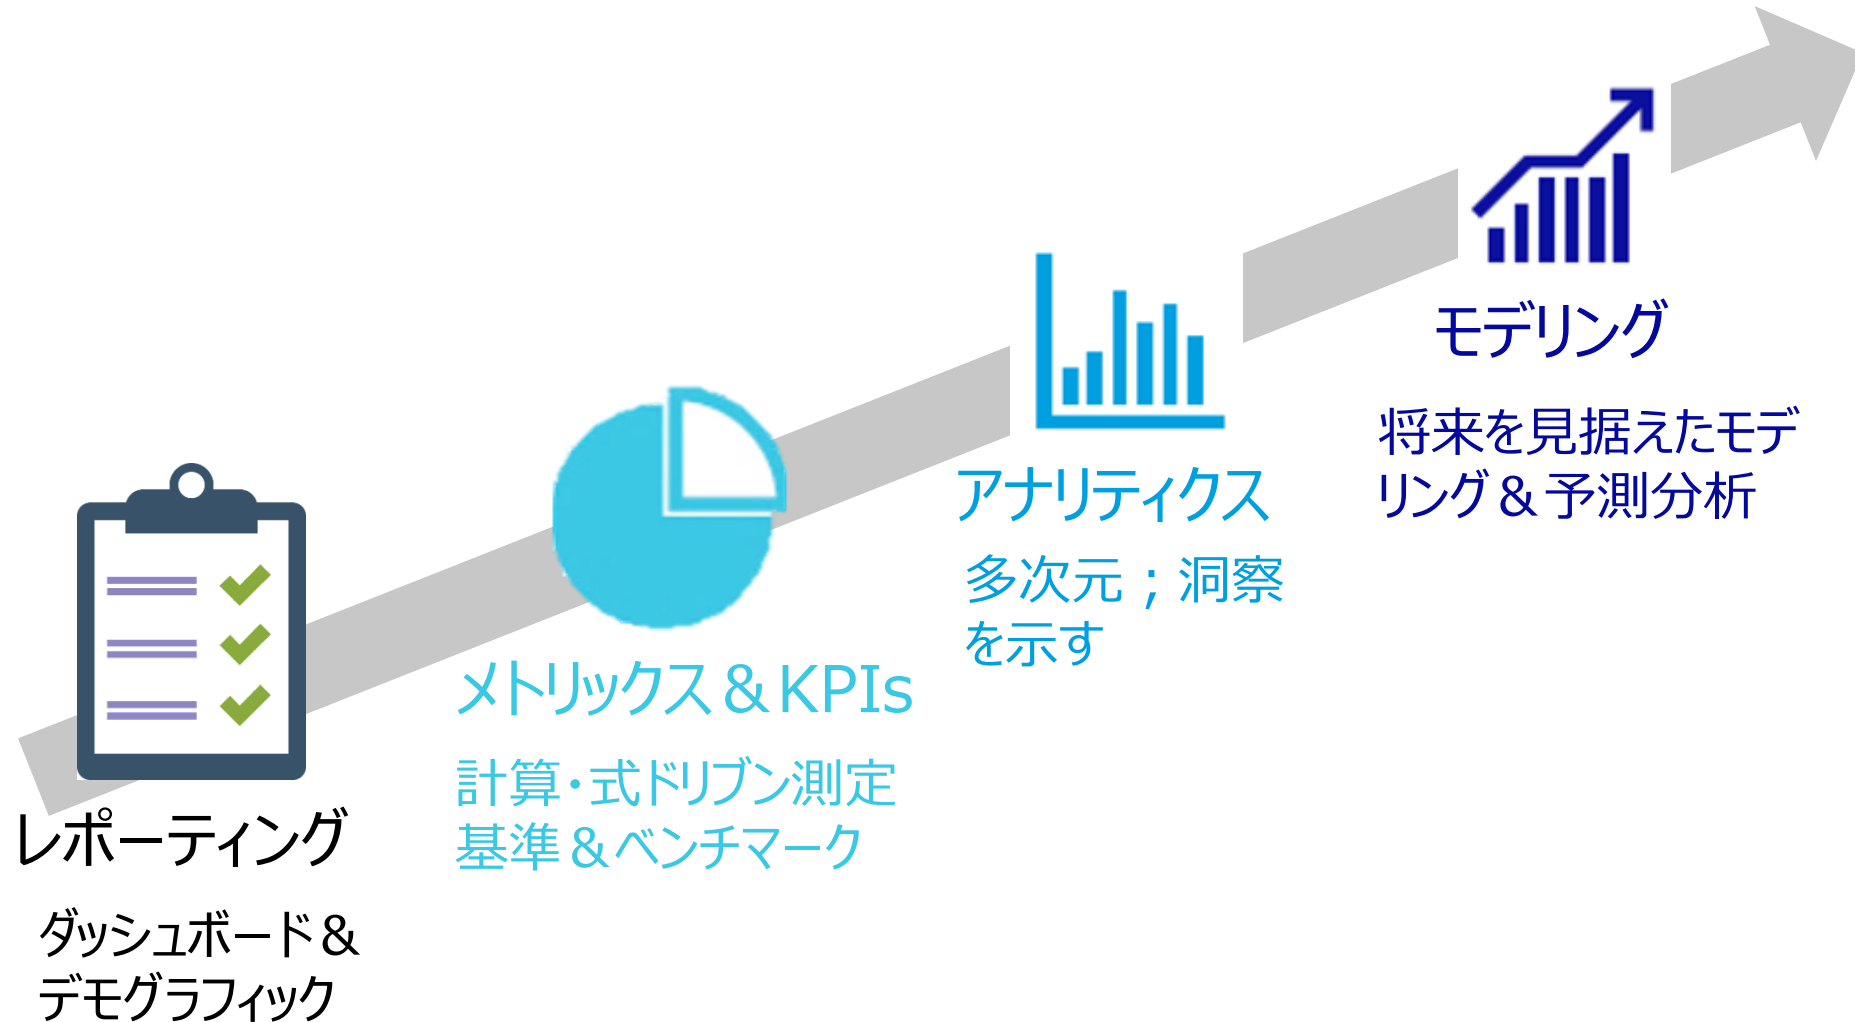 レポーティング
ダッシュボード＆
デモグラフィック
メトリックス＆KPIs
計算・式ドリブン測定
基準＆ベンチマーク
アナリティクス
多次元；洞察
を示す
モデリング
将来を見据えたモデ
リング＆予測分析